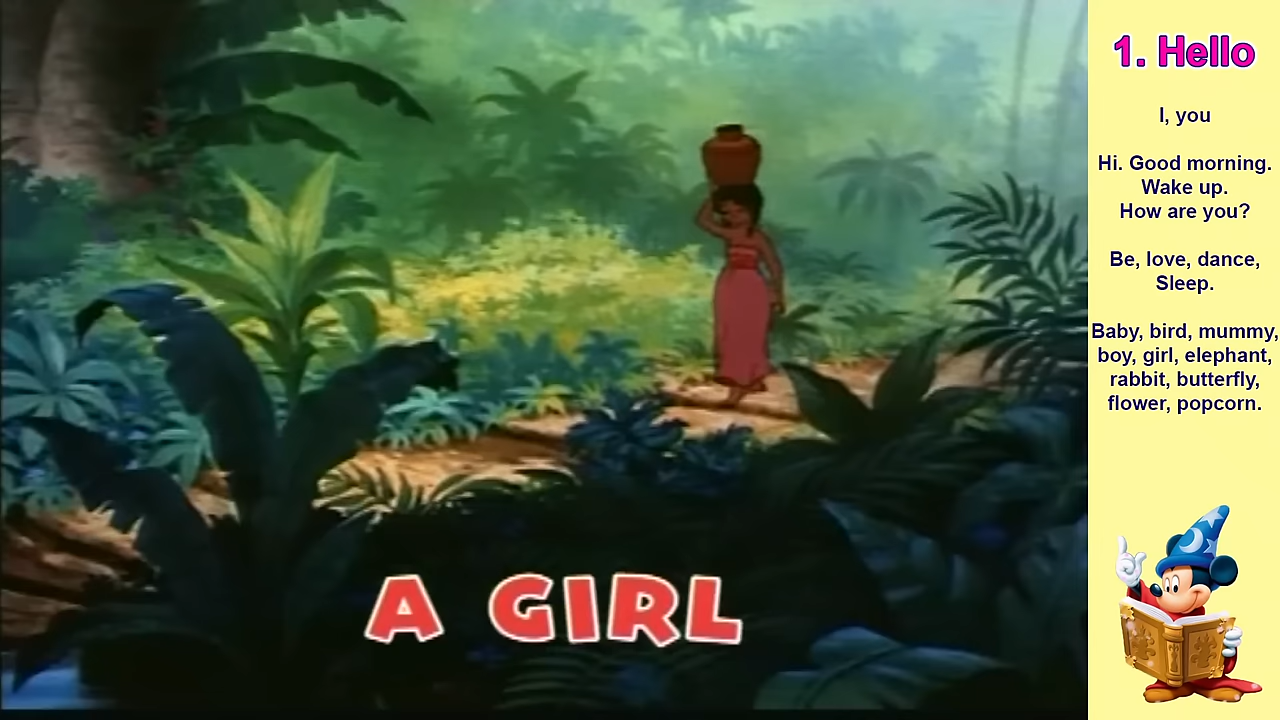 A GIRL
1. Hello
I, you
Hi. Good morning.
Wake up.
How are you?
Be, love, dance,
Sleep.
Baby, bird, mummy,
boy, girl, elephant,
rabbit, butterfly,
flower, popcorn.